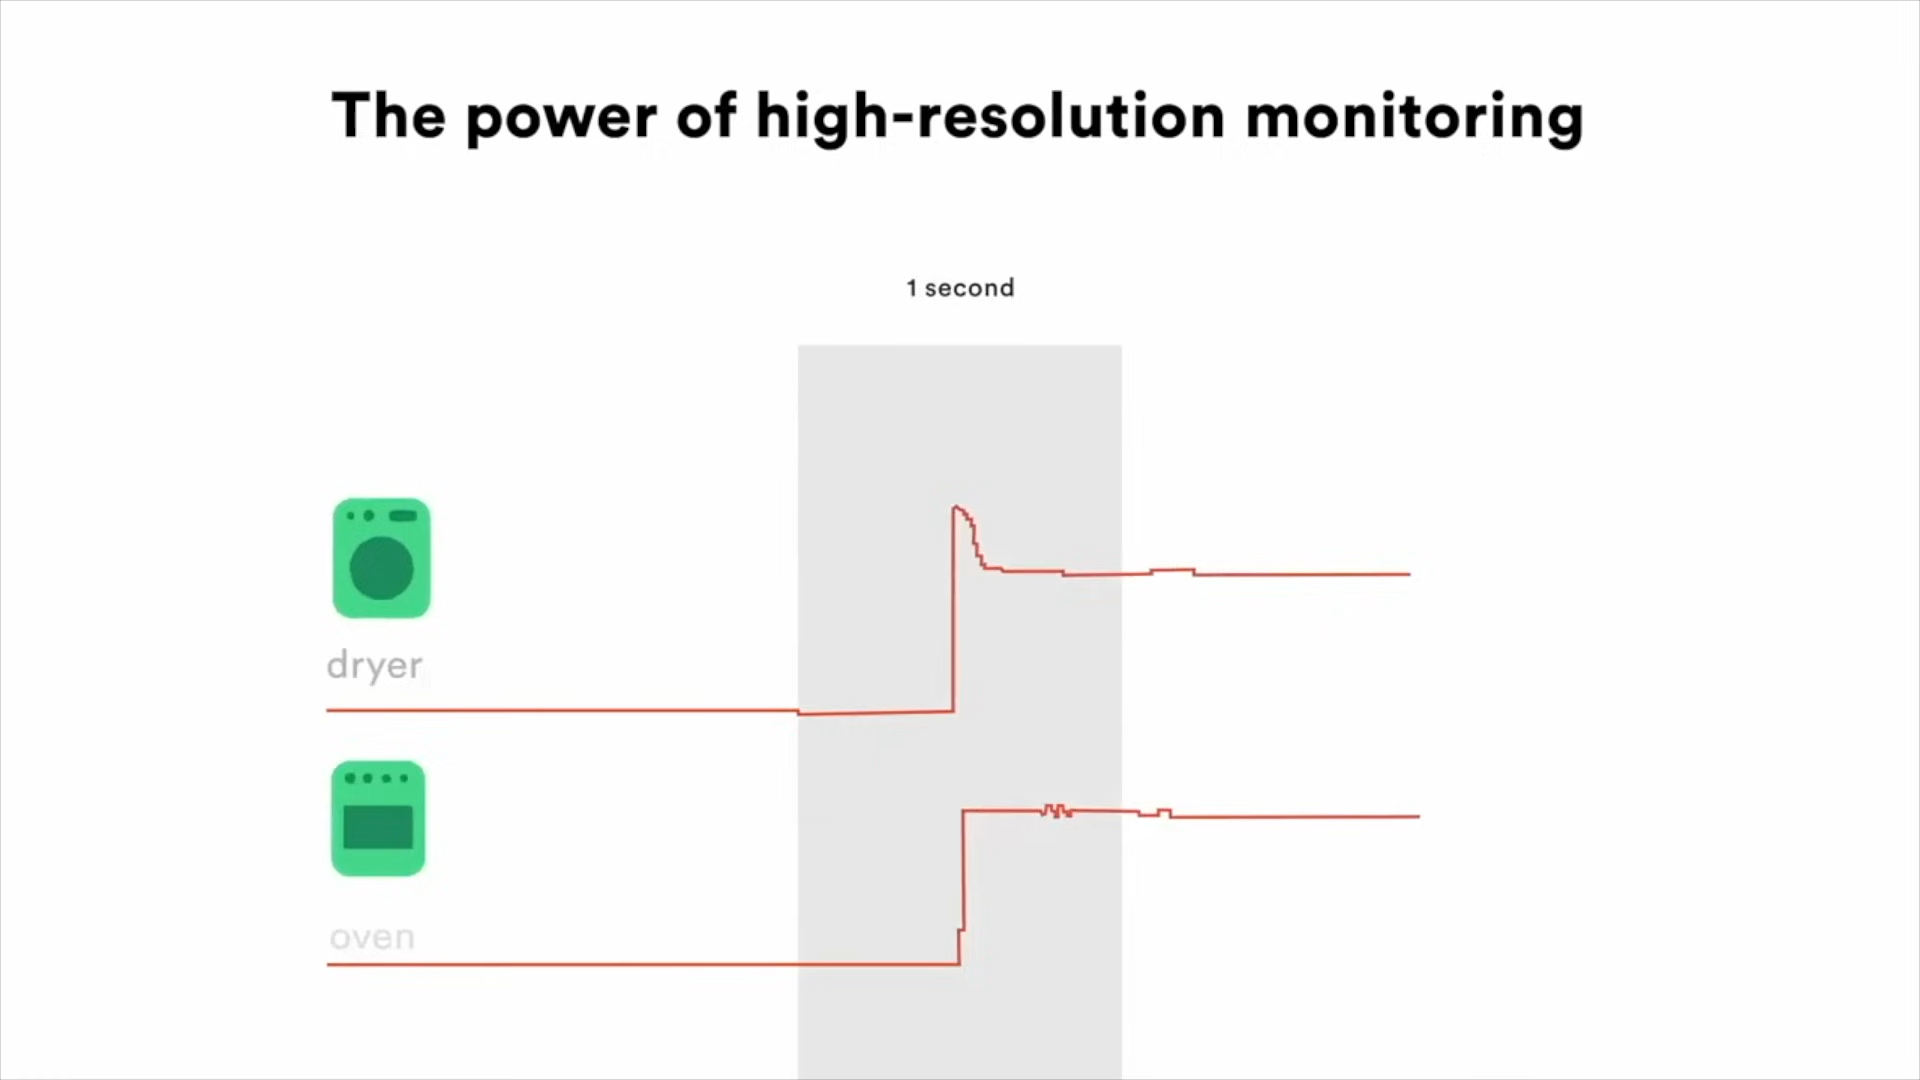 The power of high-resolution monitoring
1 second
dryer
oven